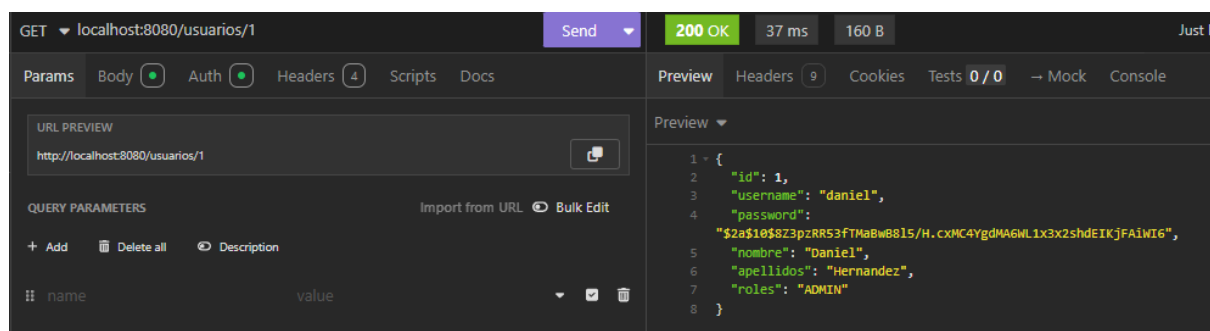 GET localhost:8080/usuarios/1 Send
Params Body Auth Headers 4 Scripts Docs
URL PREVIEW
http://localhost:8080/usuarios/1
QUERY PARAMETERS Import from URL Bulk Edit
+ Add Delete all Description
name value
200 OK 37 ms 160 B Just
Preview Headers 9 Cookies Tests 0 / 0 → Mock Console
Preview
1 {
2 "id": 1,
3 "username": "daniel",
4 "password":
"$2a$10$8Z3pzRR53fTMaBwB8l5/H.cxMC4YgdMA6WL1x3x2shdEIKjFAiWI6",
5 "nombre": "Daniel",
6 "apellidos": "Hernandez",
7 "roles": "ADMIN"
8 }